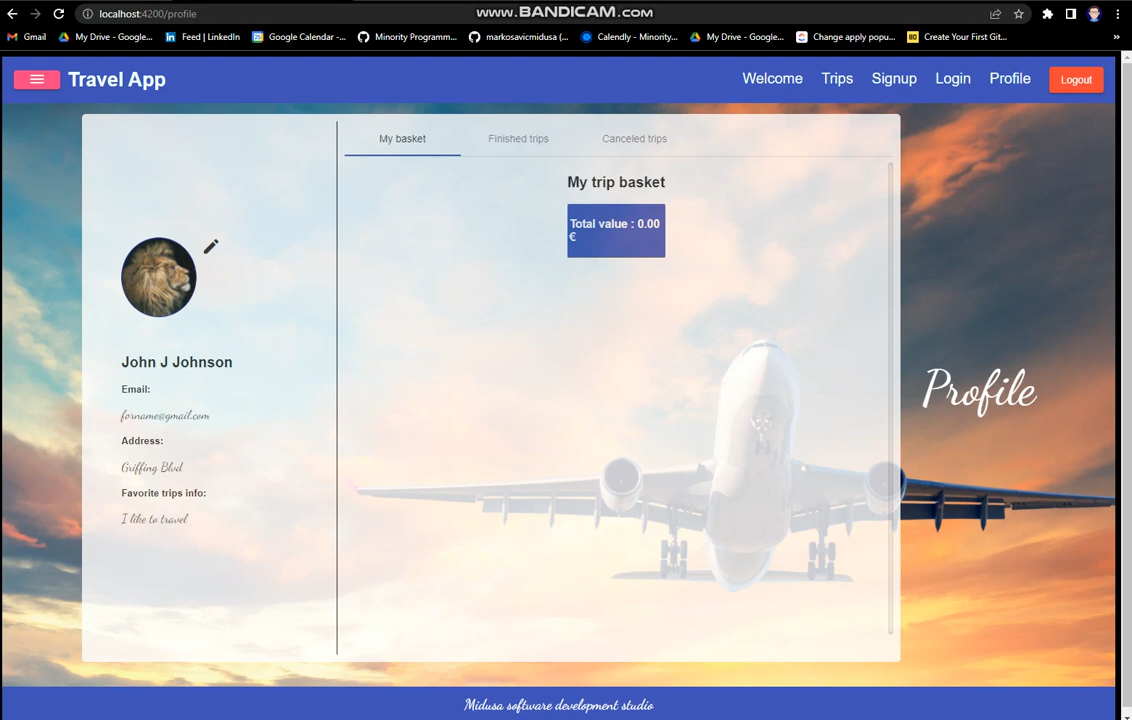 www.BANDICAM.com
localhost:4200/profile
Gmail
My Drive - Google...
Feed | LinkedIn
Google Calendar -...
Minority Programm...
markosavicmidusa (...
Calendly - Minority...
My Drive - Google...
Change apply popu...
Create Your First Git...
»
Travel App
Welcome
Trips
Signup
Login
Profile
Logout
My basket
Finished trips
Canceled trips
My trip basket
Total value : 0.00
€
John J Johnson
Email:
forname@gmail.com
Address:
Griffing Blvd
Favorite trips info:
I like to travel
Profile
Midusa software development studio